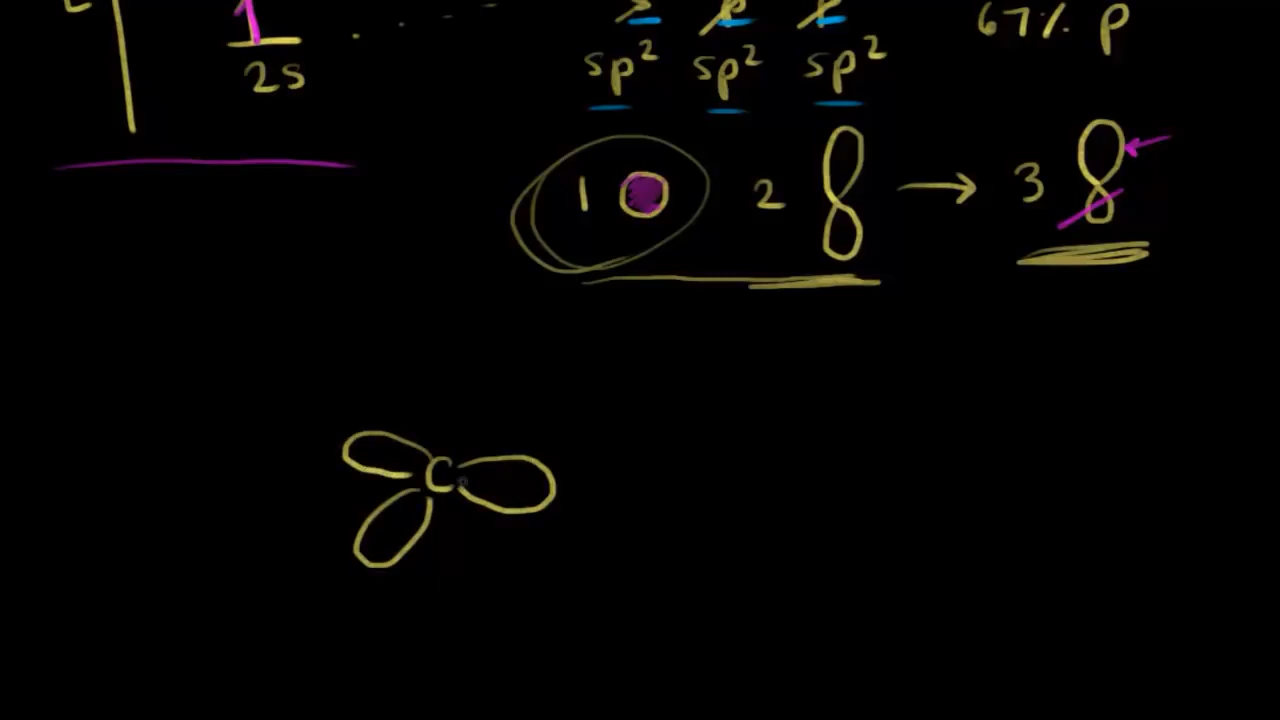 67% p
2s
sp² sp² sp²
1 2 → 3
C